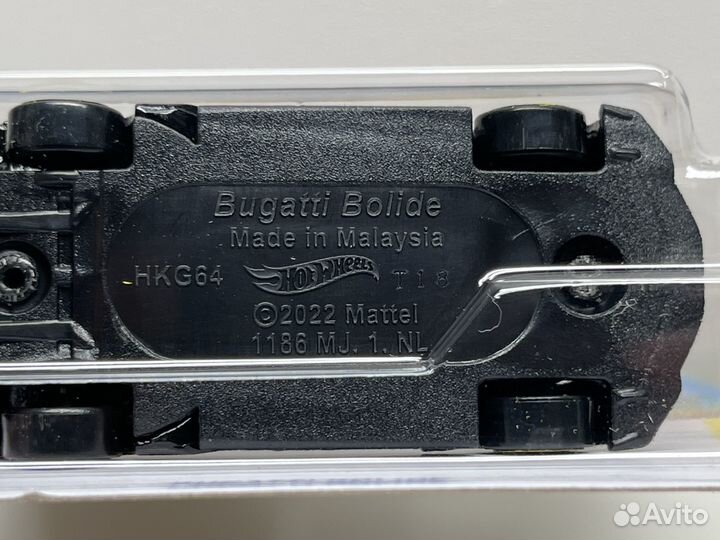 Bugatti Bolide
Made in Malaysia
HKG64 HOT WHEELS T18
©2022 Mattel
1186 MJ. 1. NL
Avito